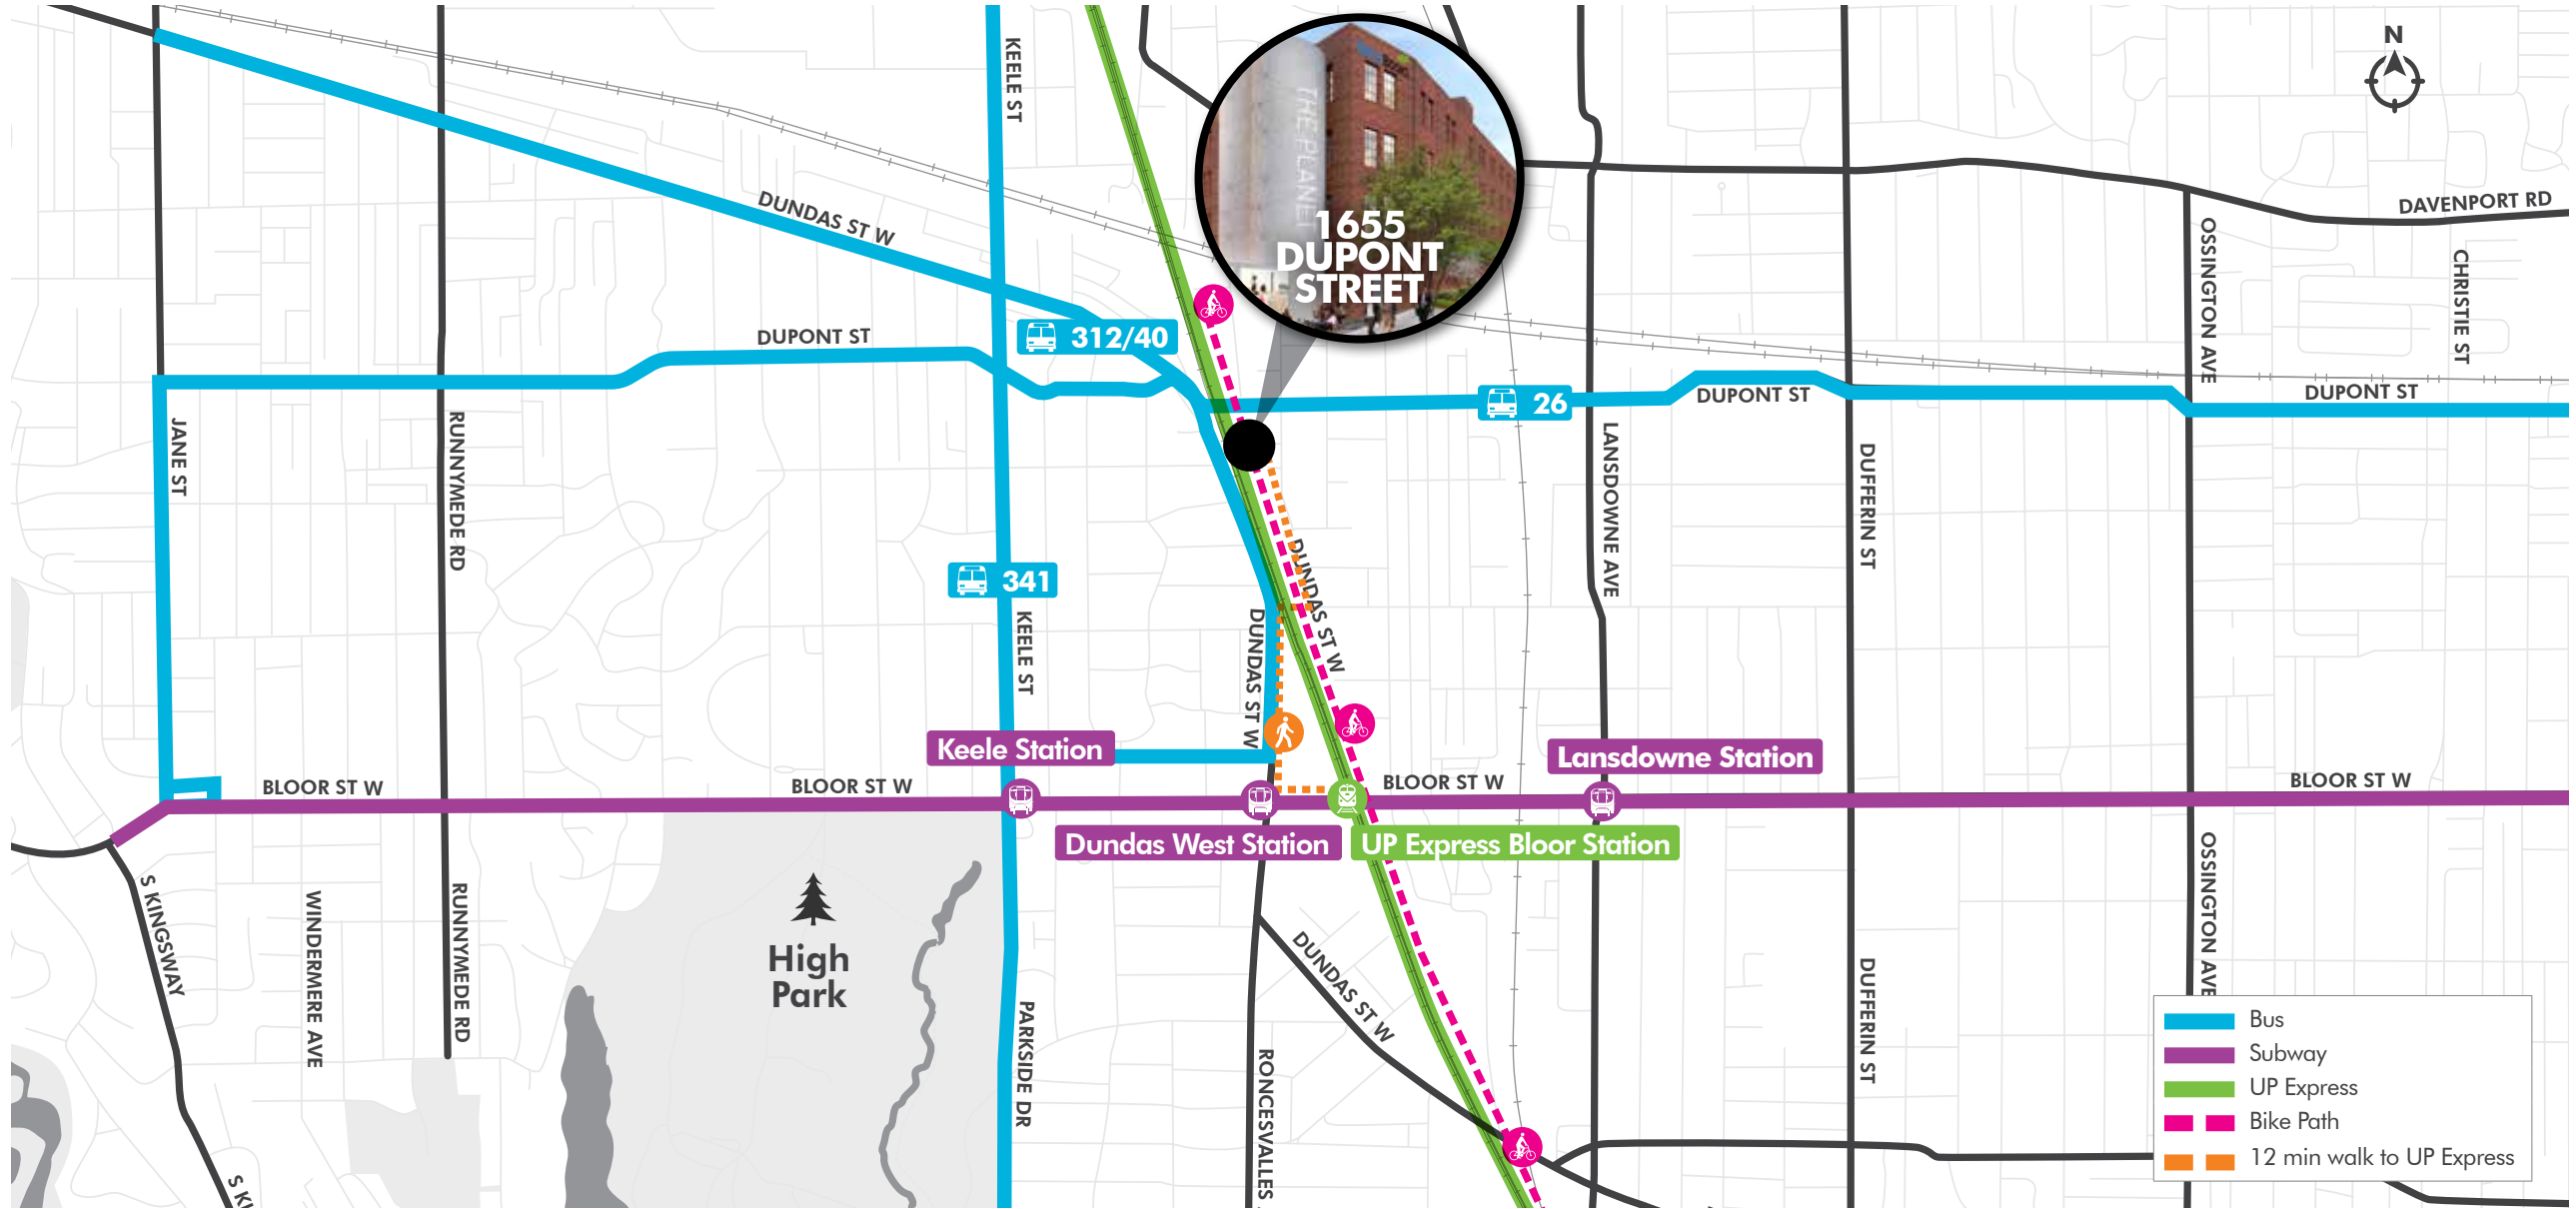 N
KEELE ST
THE PLANET
1655
DUPONT
STREET
DAVENPORT RD
DUNDAS ST W
OSSINGTON AVE
CHRISTIE ST
312/40
DUPONT ST
26
DUPONT ST
DUPONT ST
JANE ST
RUNNYMEDE RD
LANSDOWNE AVE
DUFFERIN ST
DUNDAS ST W
341
KEELE ST
DUNDAS ST W
Keele Station
Lansdowne Station
BLOOR ST W
BLOOR ST W
BLOOR ST W
BLOOR ST W
Dundas West Station
UP Express Bloor Station
S KINGSWAY
WINDERMERE AVE
RUNNYMEDE RD
High
Park
DUNDAS ST W
OSSINGTON AVE
DUFFERIN ST
PARKSIDE DR
RONCESVALLES
S KI
Bus
Subway
UP Express
Bike Path
12 min walk to UP Express